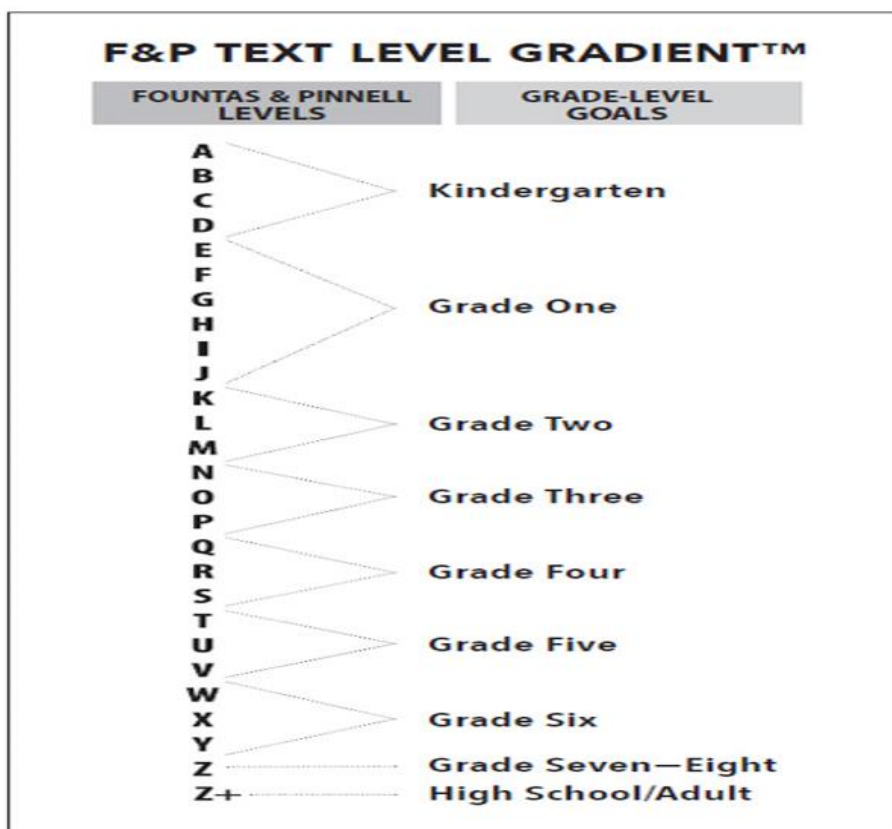 F&P TEXT LEVEL GRADIENT™
FOUNTAS & PINNELL
LEVELS
GRADE-LEVEL
GOALS
A
B
C
D
Kindergarten
E
F
G
H
I
J
Grade One
K
L
M
Grade Two
N
O
P
Grade Three
Q
R
S
Grade Four
T
U
V
Grade Five
W
X
Y
Grade Six
Z
Grade Seven—Eight
Z+
High School/Adult